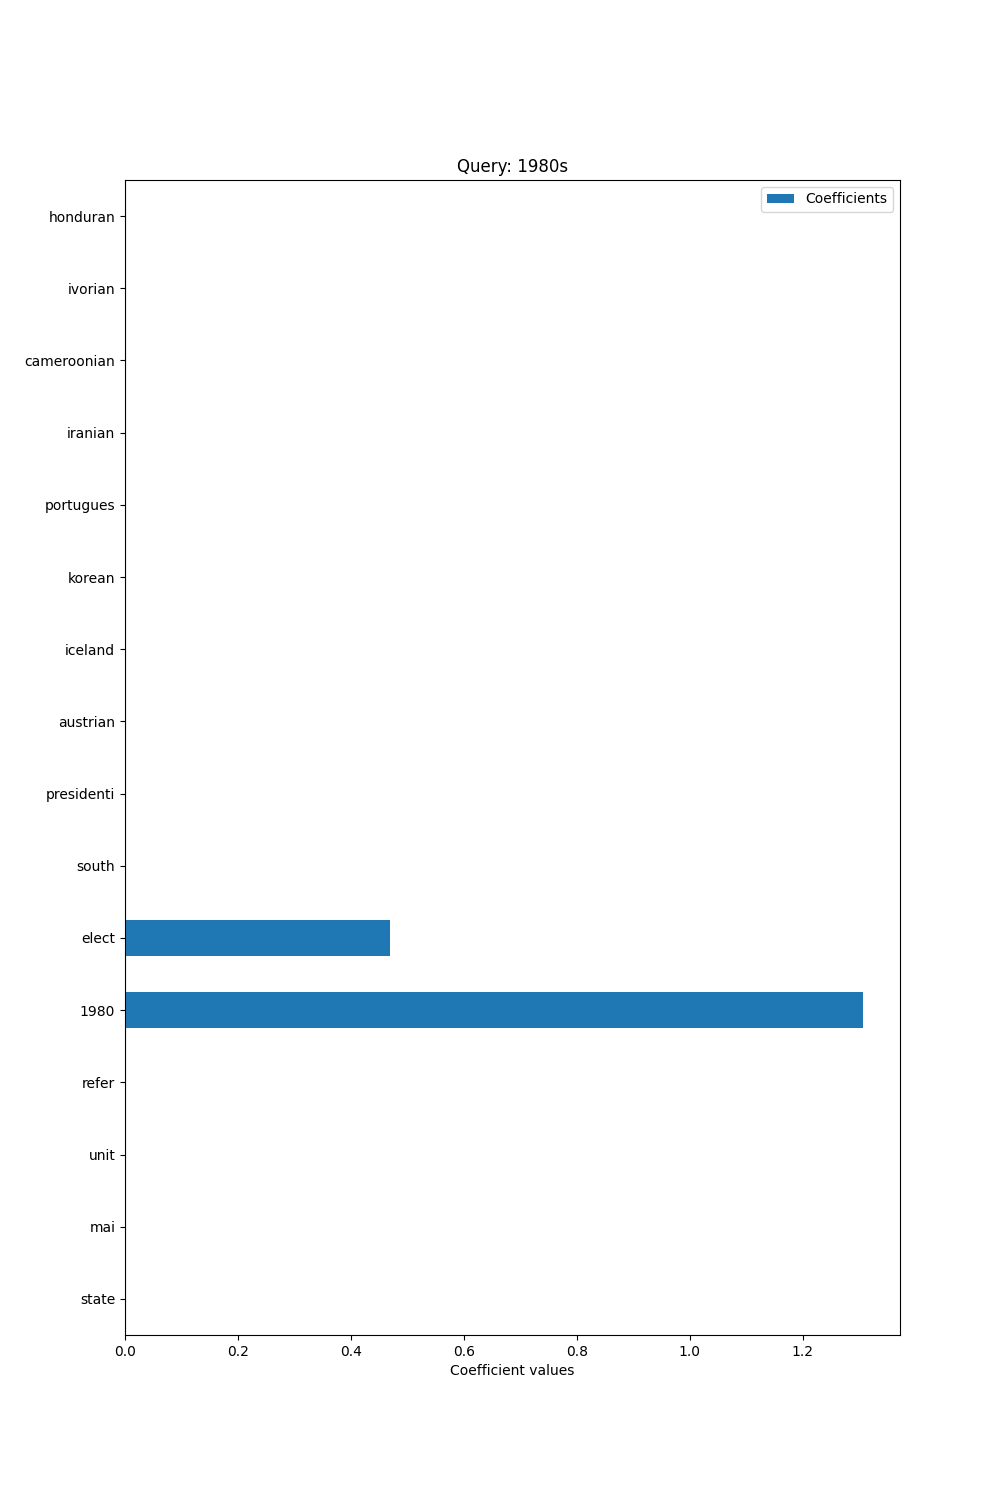 Query: 1980s
Coefficients
honduran
ivorian
cameroonian
iranian
portugues
korean
iceland
austrian
presidenti
south
elect
1980
refer
unit
mai
state
0.0 0.2 0.4 0.6 0.8 1.0 1.2
Coefficient values